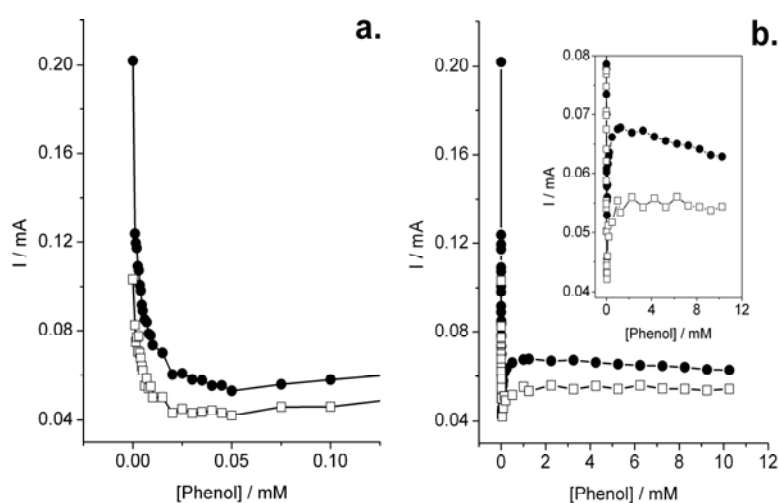 a.
0.20
0.16
0.12
0.08
0.04
I / mA
0.00 0.05 0.10
[Phenol] / mM
b.
0.20
0.16
0.12
0.08
0.04
I / mA
0 2 4 6 8 10 12
[Phenol] / mM
0.08
0.07
0.06
0.05
0.04
I / mA
0 4 8 12
[Phenol] / mM